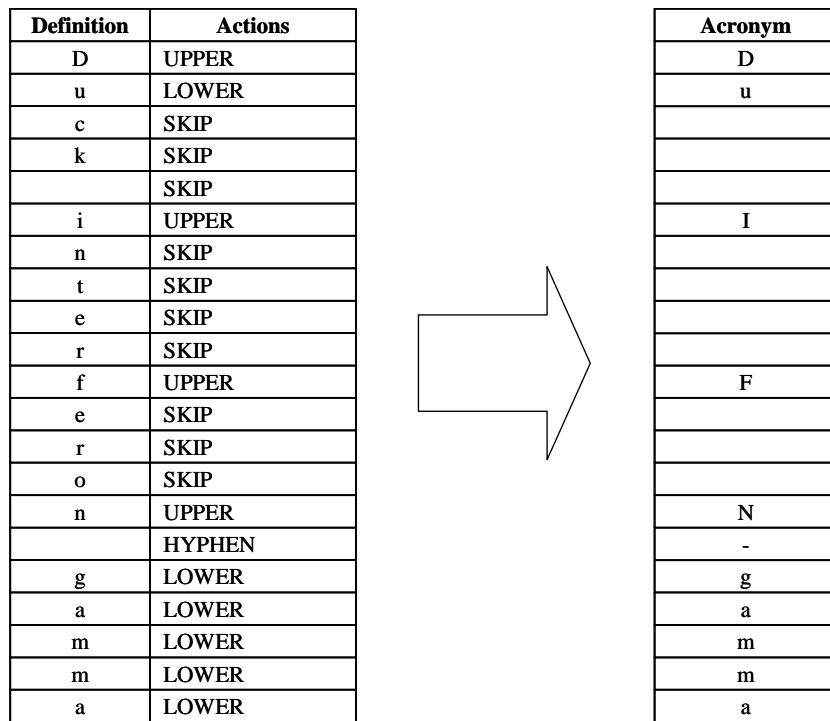 Definition Actions Acronym
D UPPER D
u LOWER u
c SKIP
k SKIP
SKIP
i UPPER I
n SKIP
t SKIP
e SKIP
r SKIP
f UPPER F
e SKIP
r SKIP
o SKIP
n UPPER N
HYPHEN -
g LOWER g
a LOWER a
m LOWER m
m LOWER m
a LOWER a